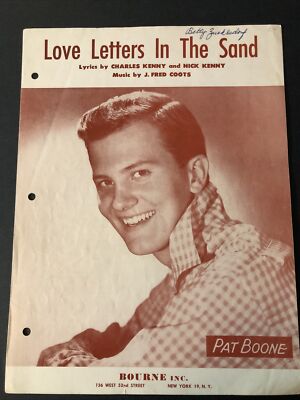 Betty
Love Letters In The Sand
Lyrics by CHARLES KENNY and NICK KENNY
Music by J. FRED COOTS
PAT BOONE
BOURNE INC.
136 WEST 52nd STREET NEW YORK 19, N. Y.